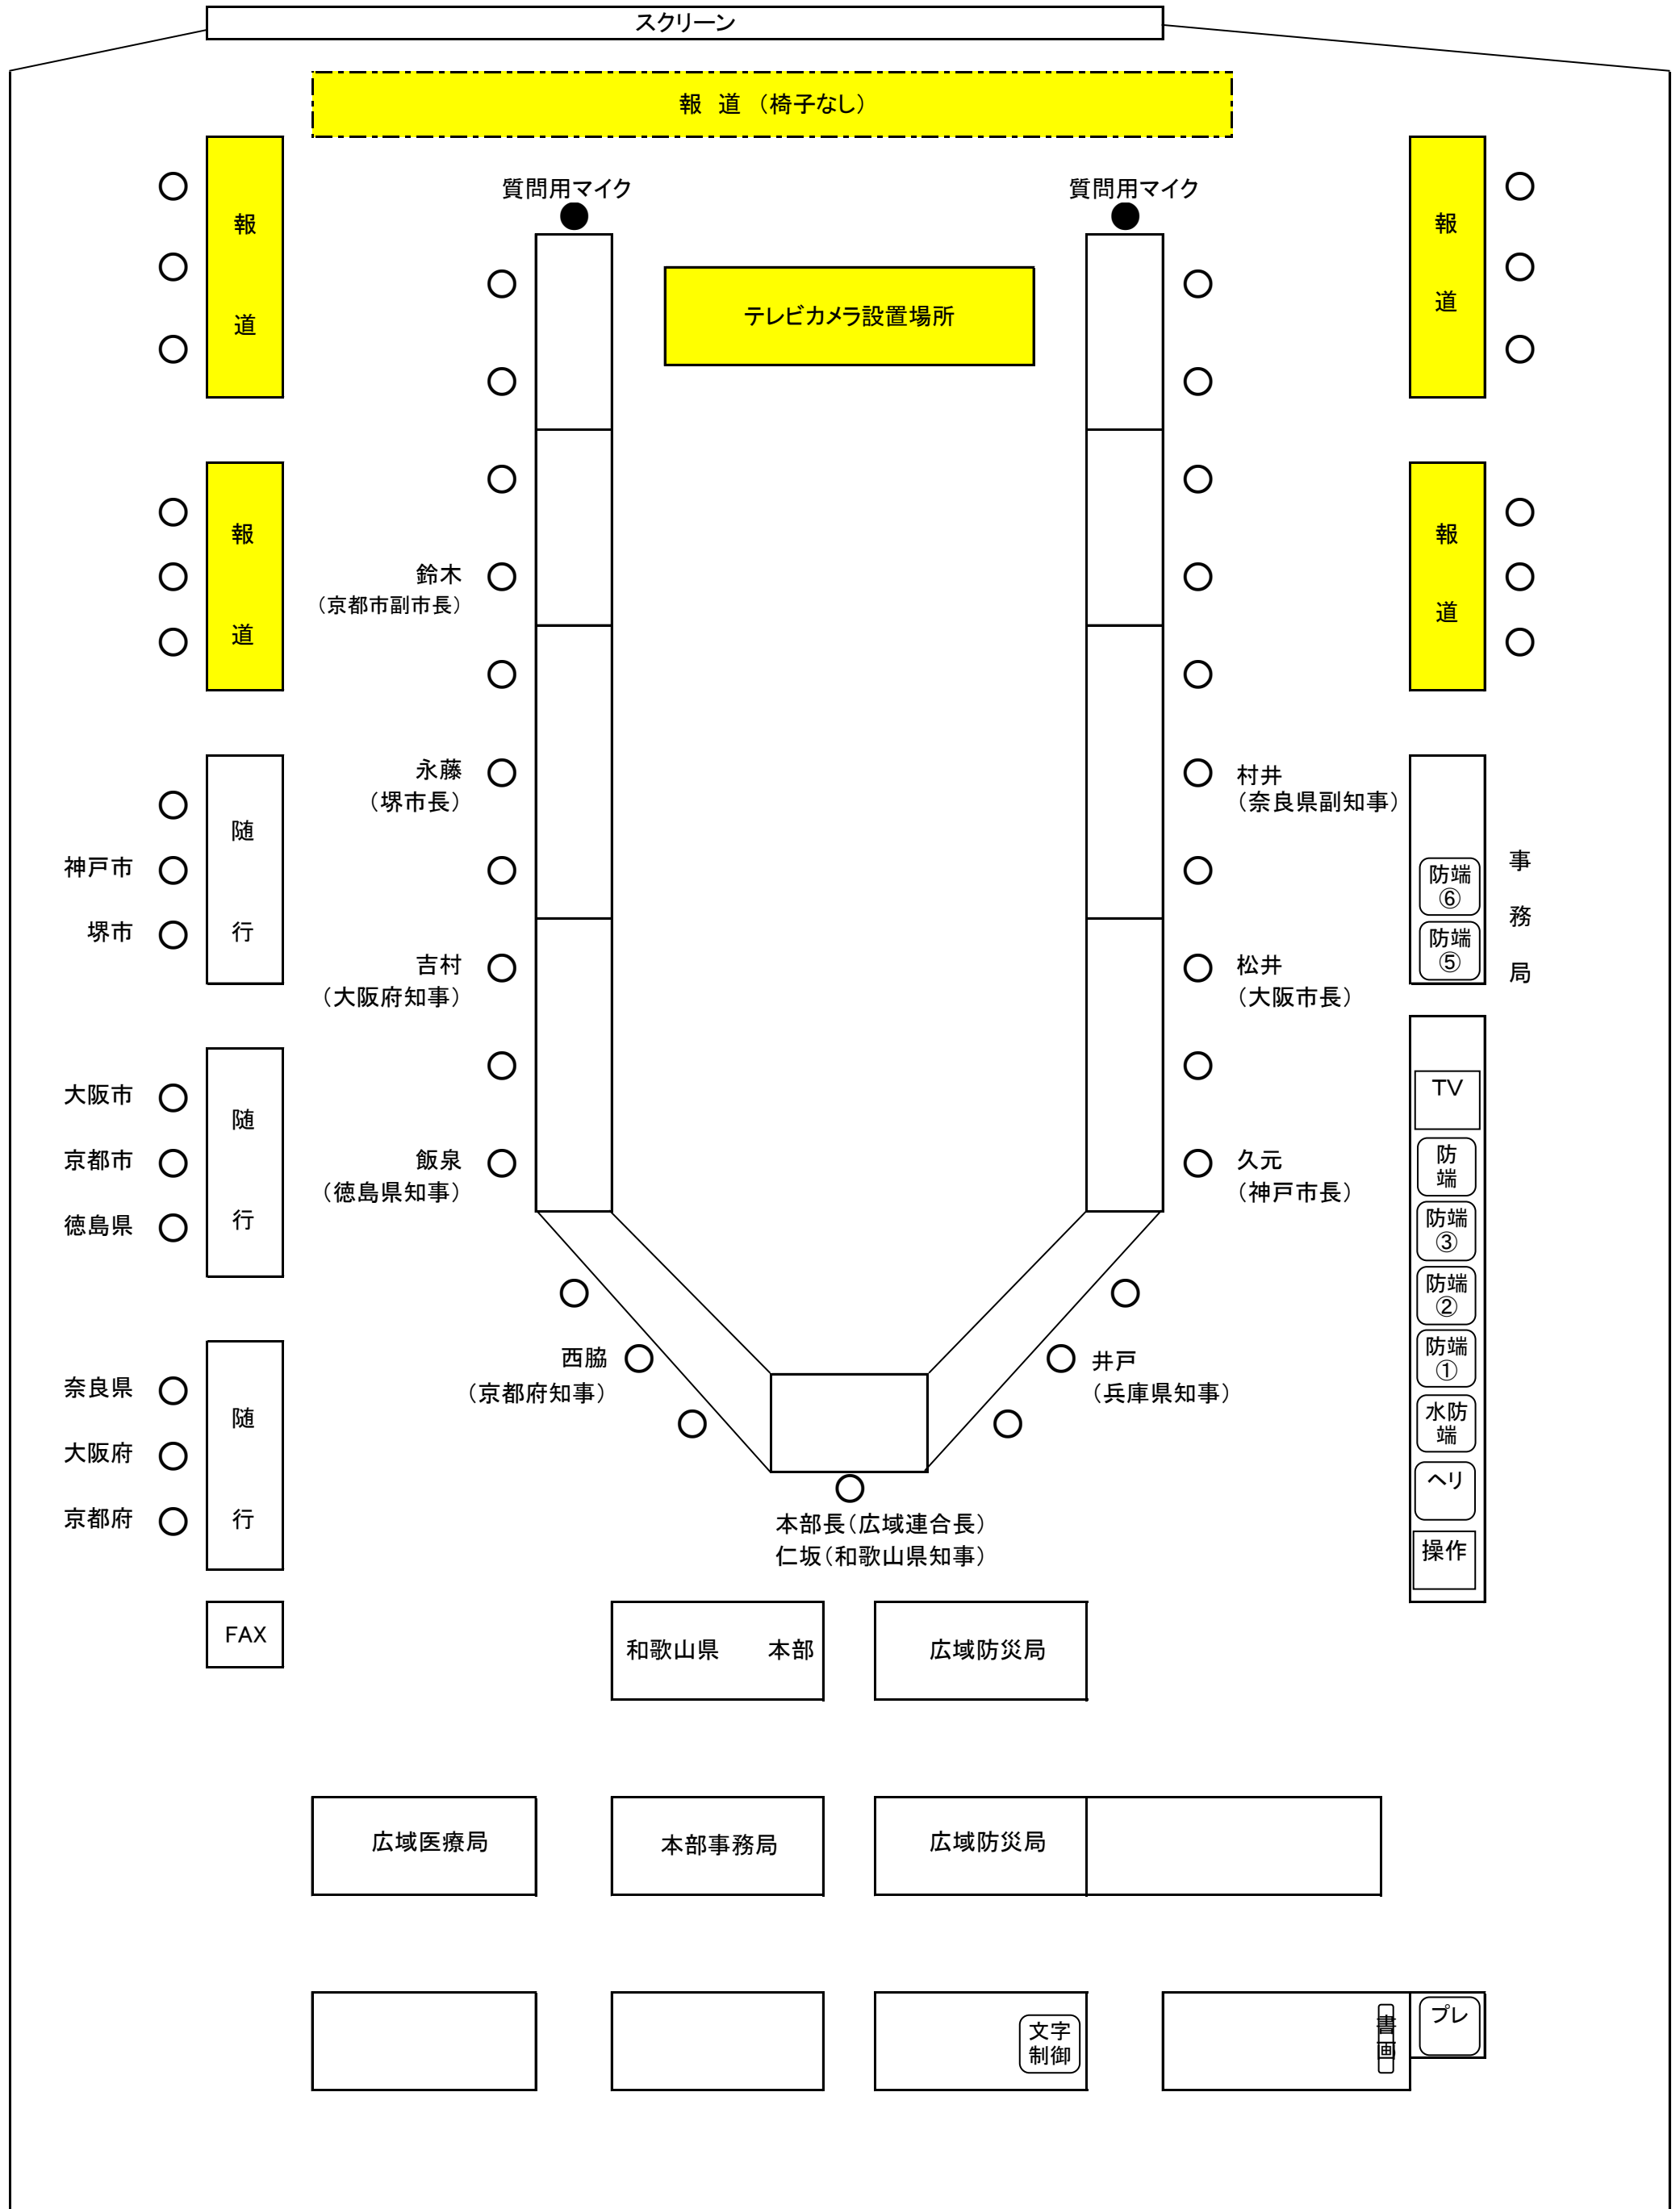 スクリーン
報　道　（椅子なし）
質問用マイク
質問用マイク
報
道
報
道
テレビカメラ設置場所
報
道
報
道
鈴木
（京都市副市長）
永藤
（堺市長）
村井
（奈良県副知事）
随
行
神戸市
堺市
防端
⑥
防端
⑤
事
務
局
吉村
（大阪府知事）
松井
（大阪市長）
随
行
大阪市
京都市
徳島県
飯泉
（徳島県知事）
久元
（神戸市長）
TV
防
端
防端
③
防端
②
防端
①
水防
端
ヘリ
操作
西脇
（京都府知事）
井戸
（兵庫県知事）
随
行
奈良県
大阪府
京都府
本部長（広域連合長）
仁坂（和歌山県知事）
FAX
和歌山県　　本部
広域防災局
広域医療局
本部事務局
広域防災局
文字
制御
書
画
プレ